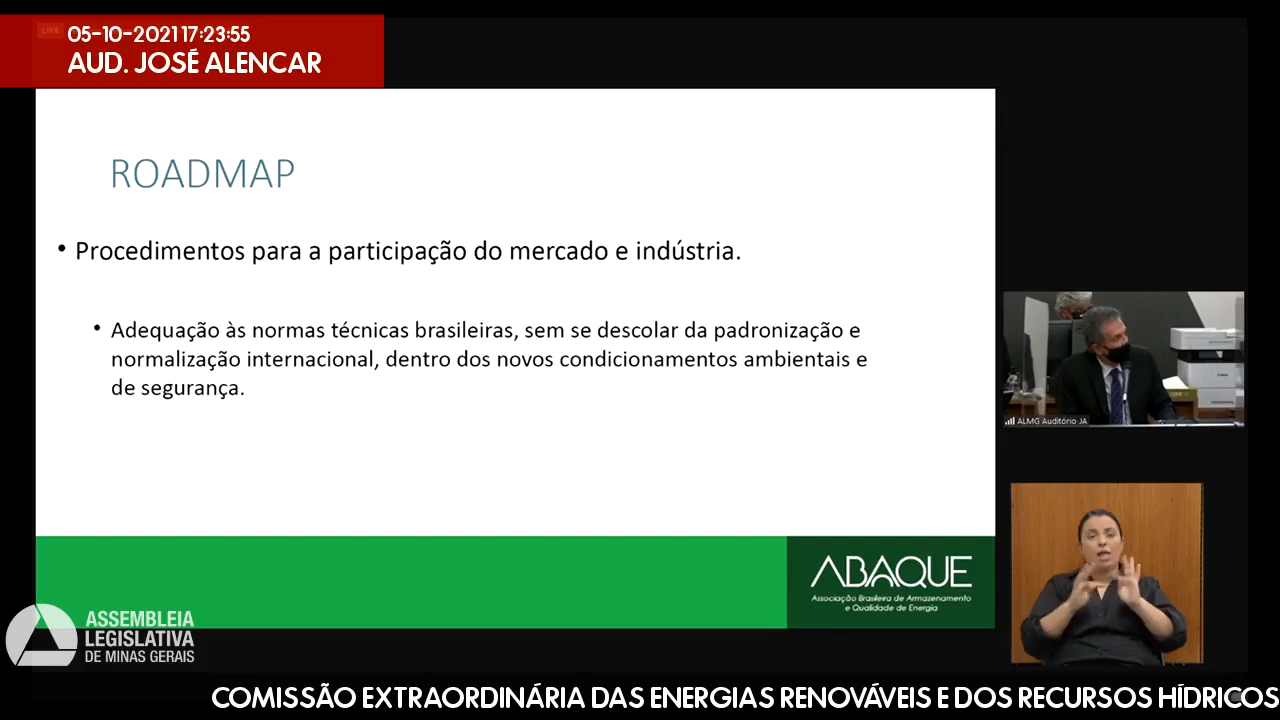 LIVE
05-10-2021 17:23:55
AUD. JOSÉ ALENCAR
ROADMAP
• Procedimentos para a participação do mercado e indústria.
• Adequação às normas técnicas brasileiras, sem se descolar da padronização e
normalização internacional, dentro dos novos condicionamentos ambientais e
de segurança.
ALMG Auditório JA
ABAQUE
Associação Brasileira de Armazenamento
e Qualidade de Energia
ASSEMBLEIA
LEGISLATIVA
DE MINAS GERAIS
COMISSÃO EXTRAORDINÁRIA DAS ENERGIAS RENOVÁVEIS E DOS RECURSOS HÍDRICOS